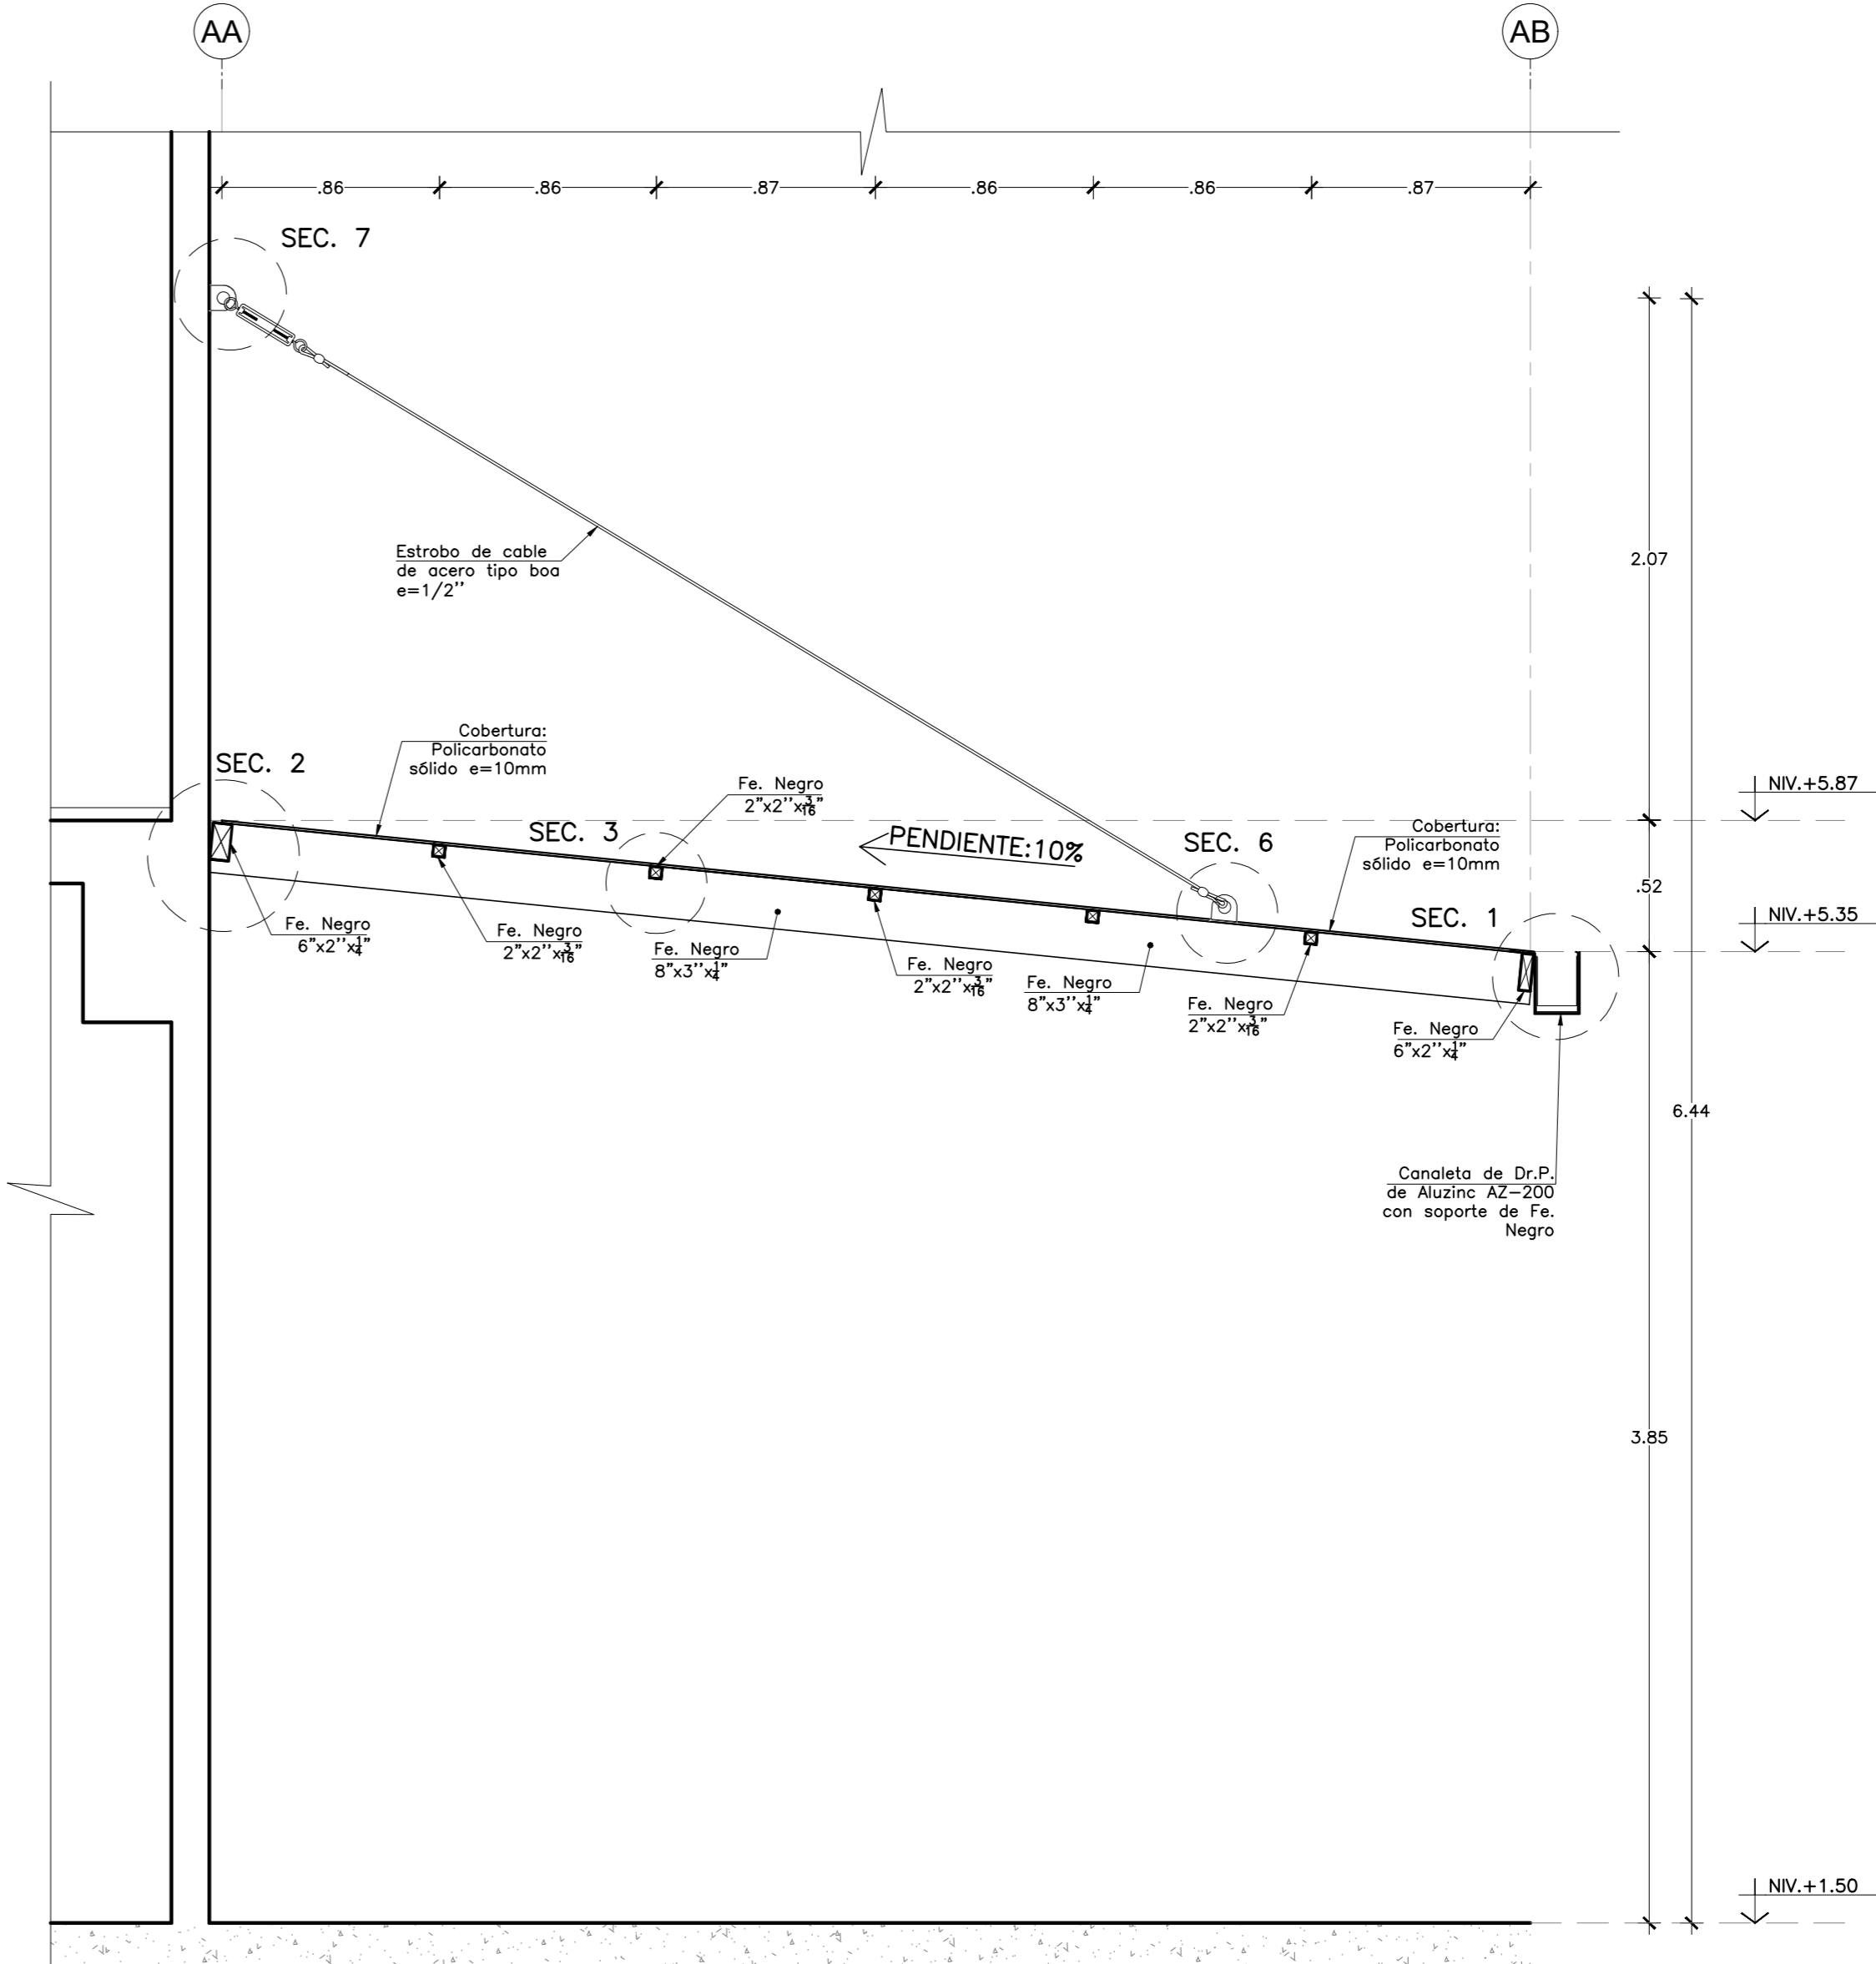 AA
AB
.86
.86
.87
.86
.86
.87
SEC. 7
2.07
Estrobo de cable
de acero tipo boa
e=1/2''
Cobertura:
Policarbonato
sólido e=10mm
SEC. 2
Fe. Negro
2"x2''x3/16"
NIV.+5.87
SEC. 3
PENDIENTE:10%
SEC. 6
Cobertura:
Policarbonato
sólido e=10mm
.52
SEC. 1
NIV.+5.35
Fe. Negro
6"x2''x1/4"
Fe. Negro
2"x2''x3/16"
Fe. Negro
8"x3''x1/4"
Fe. Negro
2"x2''x3/16"
Fe. Negro
8"x3''x1/4"
Fe. Negro
2"x2''x3/16"
Fe. Negro
6"x2''x1/4"
6.44
Canaleta de Dr.P.
de Aluzinc AZ-200
con soporte de Fe.
Negro
3.85
NIV.+1.50